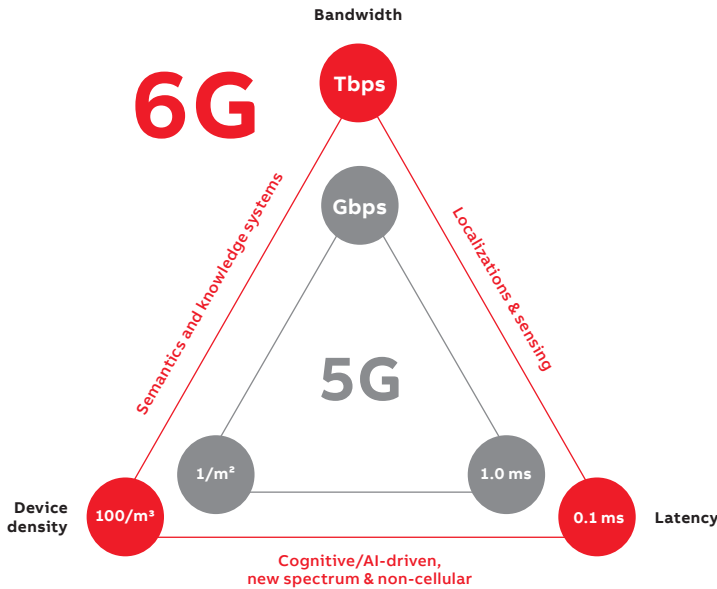 Bandwidth
6G
Tbps
Gbps
Semantics and knowledge systems
Localizations & sensing
5G
1/m²
1.0 ms
Device
density
100/m³
0.1 ms
Latency
Cognitive/AI-driven,
new spectrum & non-cellular